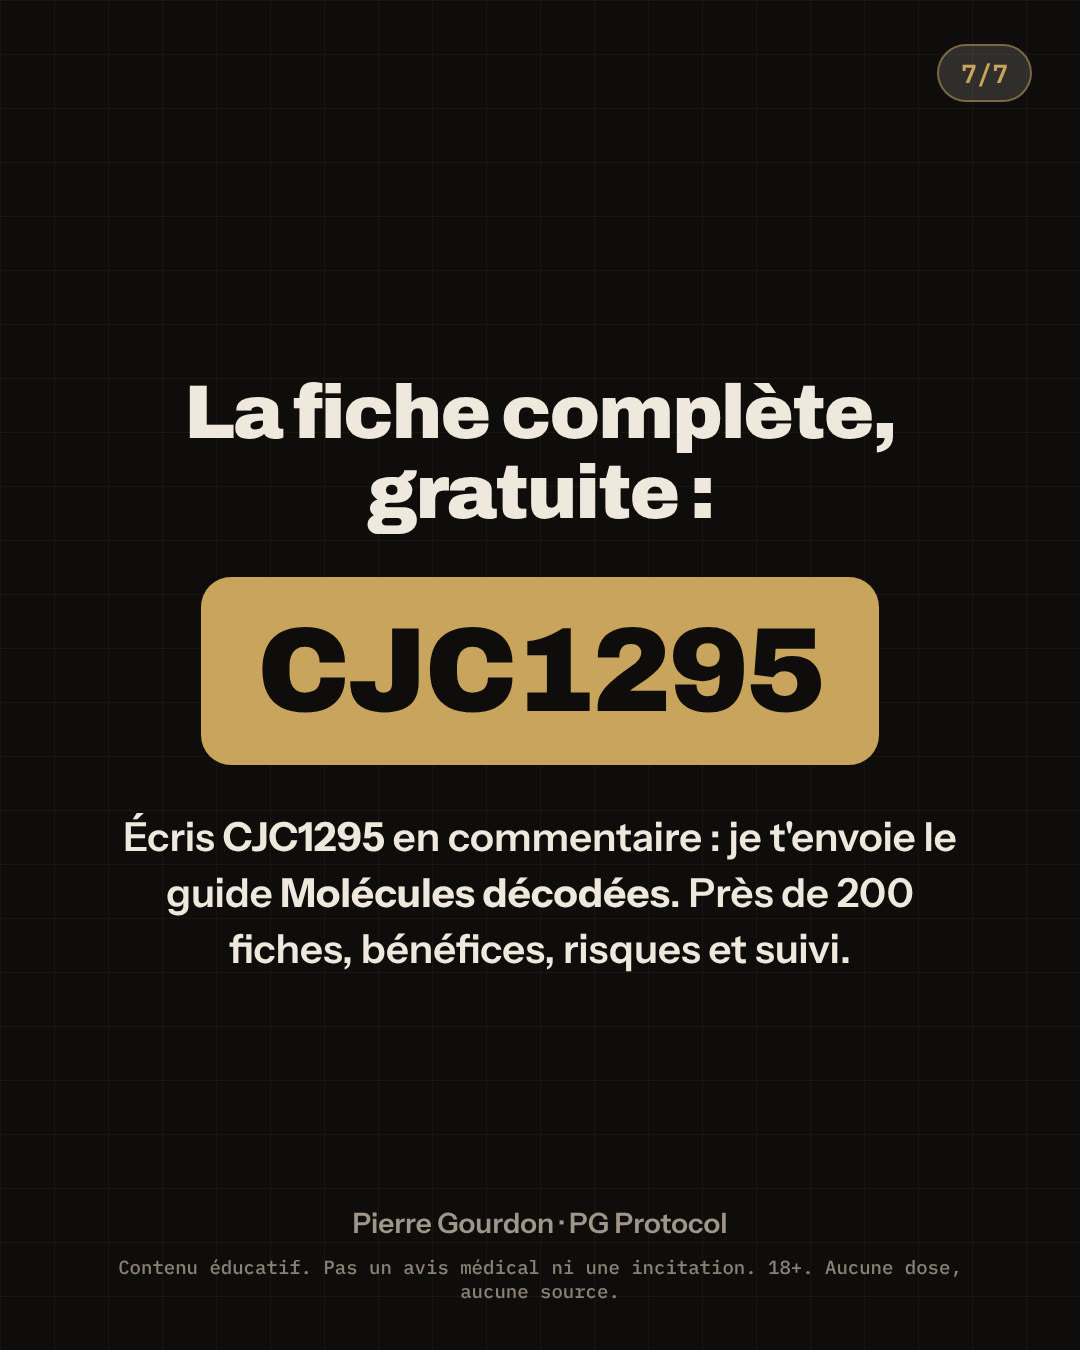 7/7
La fiche complète,
gratuite :
CJC1295
Écris CJC1295 en commentaire : je t'envoie le
guide Molécules décodées. Près de 200
fiches, bénéfices, risques et suivi.
Pierre Gourdon · PG Protocol
Contenu éducatif. Pas un avis médical ni une incitation. 18+. Aucune dose,
aucune source.